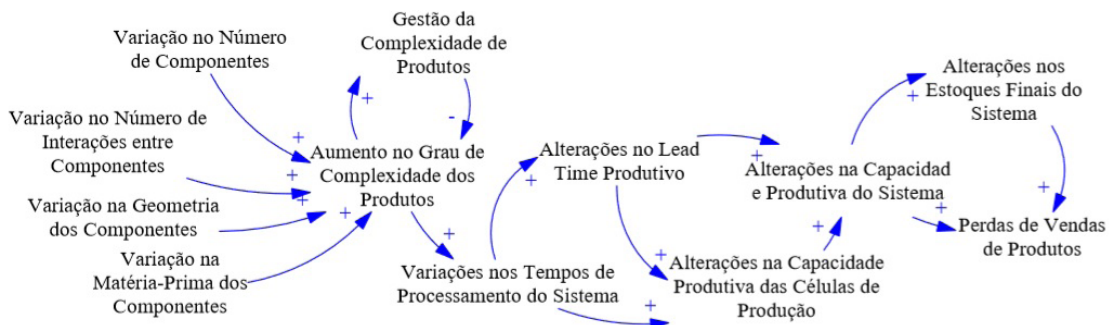 Variação no Número
de Componentes
+
Variação no Número de
Interações entre
Componentes
+
Variação na Geometria
dos Componentes
+
Variação na
Matéria-Prima dos
Componentes
+
Gestão da
Complexidade de
Produtos
+
-
Aumento no Grau de
Complexidade dos
Produtos
+
Variações nos Tempos de
Processamento do Sistema
+
+
Alterações no Lead
Time Produtivo
+
+
Alterações na Capacidade
Produtiva das Células de
Produção
+
Alterações na Capacidad
e Produtiva do Sistema
+
+
Alterações nos
Estoques Finais do
Sistema
+
Perdas de Vendas
de Produtos